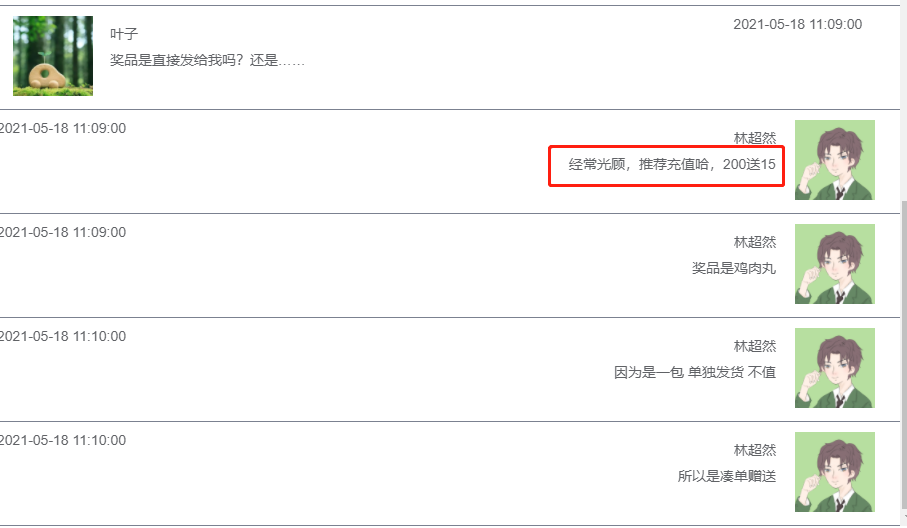 2021-05-18 11:09:00
叶子
奖品是直接发给我吗？还是……
2021-05-18 11:09:00
林超然
经常光顾，推荐充值哈，200送15
2021-05-18 11:09:00
林超然
奖品是鸡肉丸
2021-05-18 11:10:00
林超然
因为是一包 单独发货 不值
2021-05-18 11:10:00
林超然
所以是凑单赠送